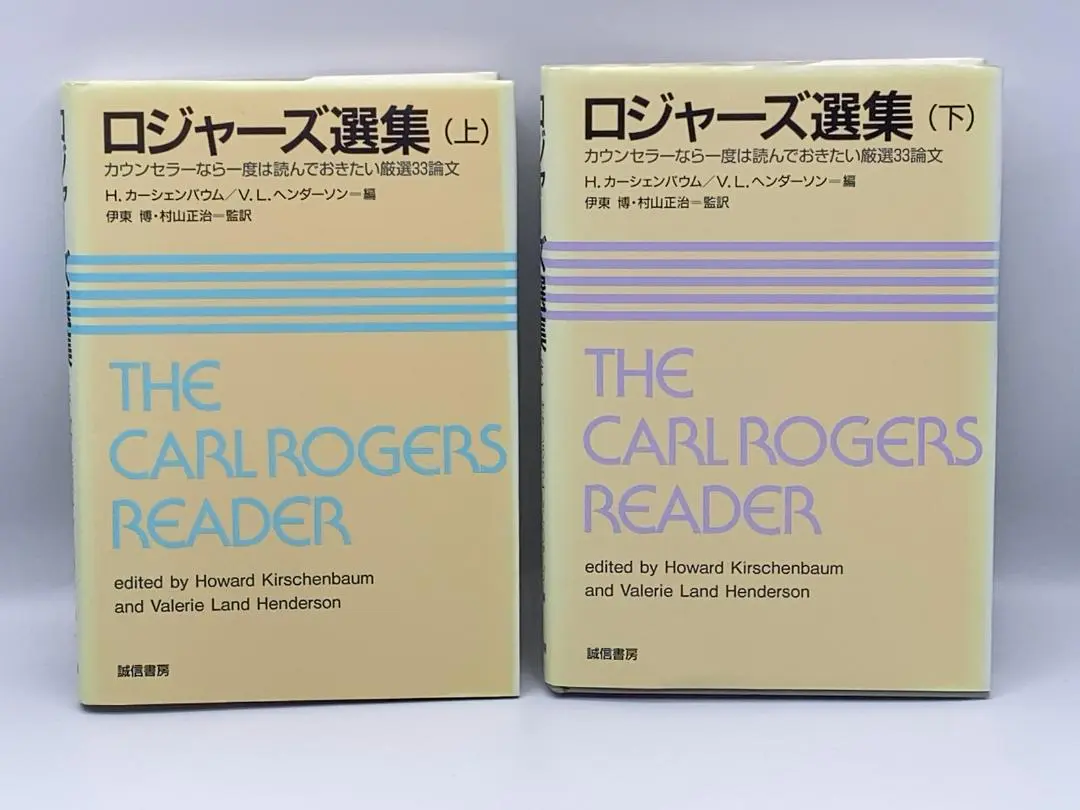 ロジャーズ選集(上)
カウンセラーなら一度は読んでおきたい厳選33論文
H.カーシェンバウム/V.L.ヘンダーソン=編
伊東 博・村山正治=監訳
THE
CARL ROGERS
READER
edited by Howard Kirschenbaum
and Valerie Land Henderson
誠信書房
ロジャーズ選集(下)
カウンセラーなら一度は読んでおきたい厳選33論文
H.カーシェンバウム/V.L.ヘンダーソン=編
伊東 博・村山正治=監訳
THE
CARL ROGERS
READER
edited by Howard Kirschenbaum
and Valerie Land Henderson
誠信書房